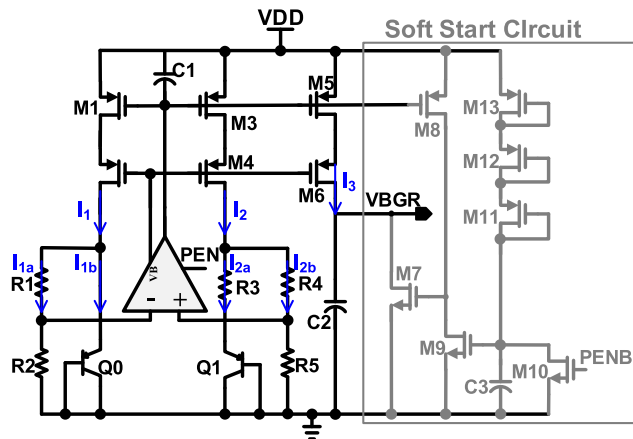 Soft Start CIrcuit
VDD
C1
M1
M3
M5
M8
M13
M4
M6
M12
I3
VBGR
M11
I1
I2
I1a
I1b
VB
PEN
I2a
I2b
R1
R3
R4
- +
M7
C2
R2
Q0
Q1
R5
M9
C3
M10
PENB